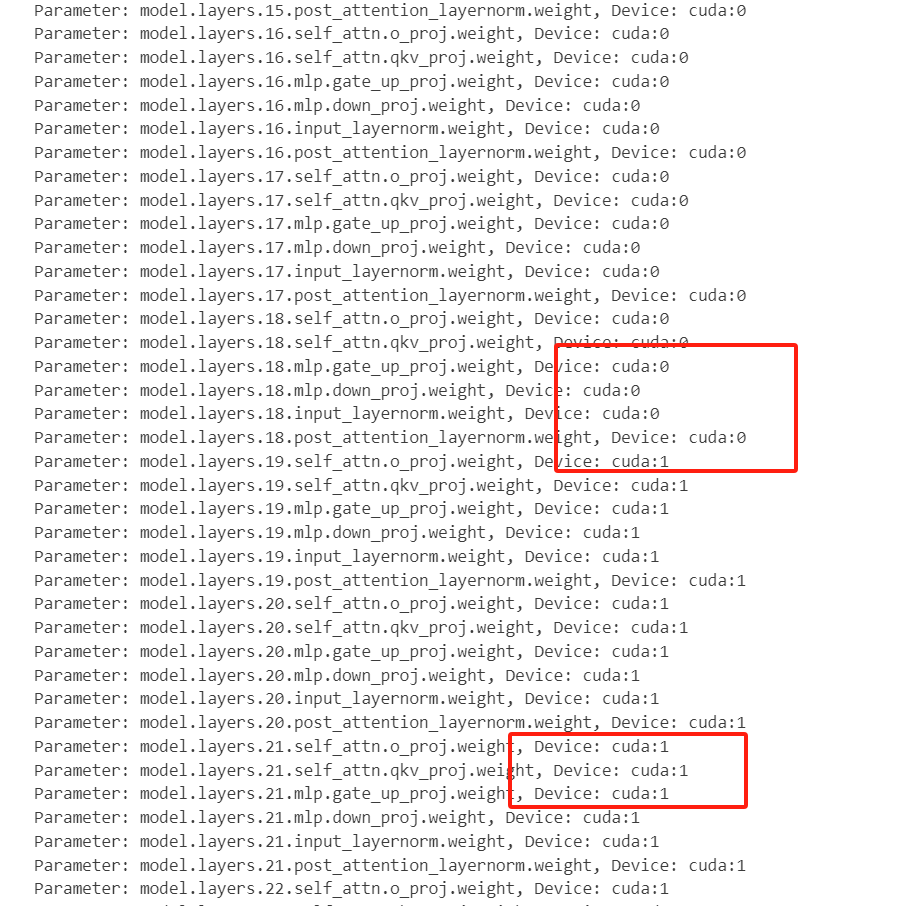 Parameter: model.layers.15.post_attention_layernorm.weight, Device: cuda:0
Parameter: model.layers.16.self_attn.o_proj.weight, Device: cuda:0
Parameter: model.layers.16.self_attn.qkv_proj.weight, Device: cuda:0
Parameter: model.layers.16.mlp.gate_up_proj.weight, Device: cuda:0
Parameter: model.layers.16.mlp.down_proj.weight, Device: cuda:0
Parameter: model.layers.16.input_layernorm.weight, Device: cuda:0
Parameter: model.layers.16.post_attention_layernorm.weight, Device: cuda:0
Parameter: model.layers.17.self_attn.o_proj.weight, Device: cuda:0
Parameter: model.layers.17.self_attn.qkv_proj.weight, Device: cuda:0
Parameter: model.layers.17.mlp.gate_up_proj.weight, Device: cuda:0
Parameter: model.layers.17.mlp.down_proj.weight, Device: cuda:0
Parameter: model.layers.17.input_layernorm.weight, Device: cuda:0
Parameter: model.layers.17.post_attention_layernorm.weight, Device: cuda:0
Parameter: model.layers.18.self_attn.o_proj.weight, Device: cuda:0
Parameter: model.layers.18.self_attn.qkv_proj.weight, Device: cuda:0
Parameter: model.layers.18.mlp.gate_up_proj.weight, Device: cuda:0
Parameter: model.layers.18.mlp.down_proj.weight, Device: cuda:0
Parameter: model.layers.18.input_layernorm.weight, Device: cuda:0
Parameter: model.layers.18.post_attention_layernorm.weight, Device: cuda:0
Parameter: model.layers.19.self_attn.o_proj.weight, Device: cuda:1
Parameter: model.layers.19.self_attn.qkv_proj.weight, Device: cuda:1
Parameter: model.layers.19.mlp.gate_up_proj.weight, Device: cuda:1
Parameter: model.layers.19.mlp.down_proj.weight, Device: cuda:1
Parameter: model.layers.19.input_layernorm.weight, Device: cuda:1
Parameter: model.layers.19.post_attention_layernorm.weight, Device: cuda:1
Parameter: model.layers.20.self_attn.o_proj.weight, Device: cuda:1
Parameter: model.layers.20.self_attn.qkv_proj.weight, Device: cuda:1
Parameter: model.layers.20.mlp.gate_up_proj.weight, Device: cuda:1
Parameter: model.layers.20.mlp.down_proj.weight, Device: cuda:1
Parameter: model.layers.20.input_layernorm.weight, Device: cuda:1
Parameter: model.layers.20.post_attention_layernorm.weight, Device: cuda:1
Parameter: model.layers.21.self_attn.o_proj.weight, Device: cuda:1
Parameter: model.layers.21.self_attn.qkv_proj.weight, Device: cuda:1
Parameter: model.layers.21.mlp.gate_up_proj.weight, Device: cuda:1
Parameter: model.layers.21.mlp.down_proj.weight, Device: cuda:1
Parameter: model.layers.21.input_layernorm.weight, Device: cuda:1
Parameter: model.layers.21.post_attention_layernorm.weight, Device: cuda:1
Parameter: model.layers.22.self_attn.o_proj.weight, Device: cuda:1